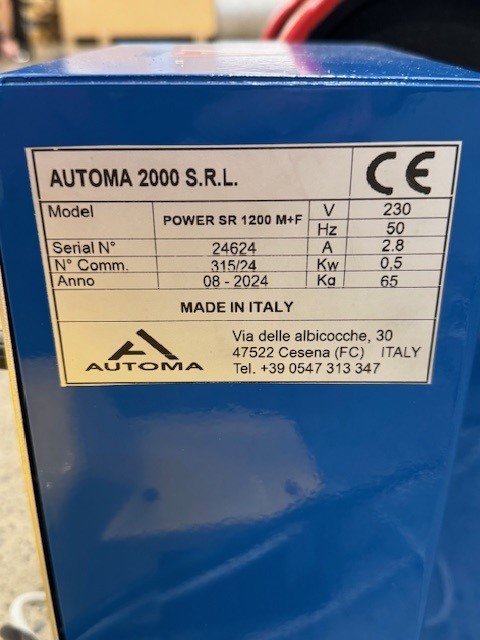 AUTOMA 2000 S.R.L. CE
Model POWER SR 1200 M+F V 230
Hz 50
Serial N° 24624 A 2.8
N° Comm. 315/24 Kw 0,5
Anno 08 - 2024 Kg 65
MADE IN ITALY
AUTOMA
Via delle albicocche, 30
47522 Cesena (FC) ITALY
Tel. +39 0547 313 347